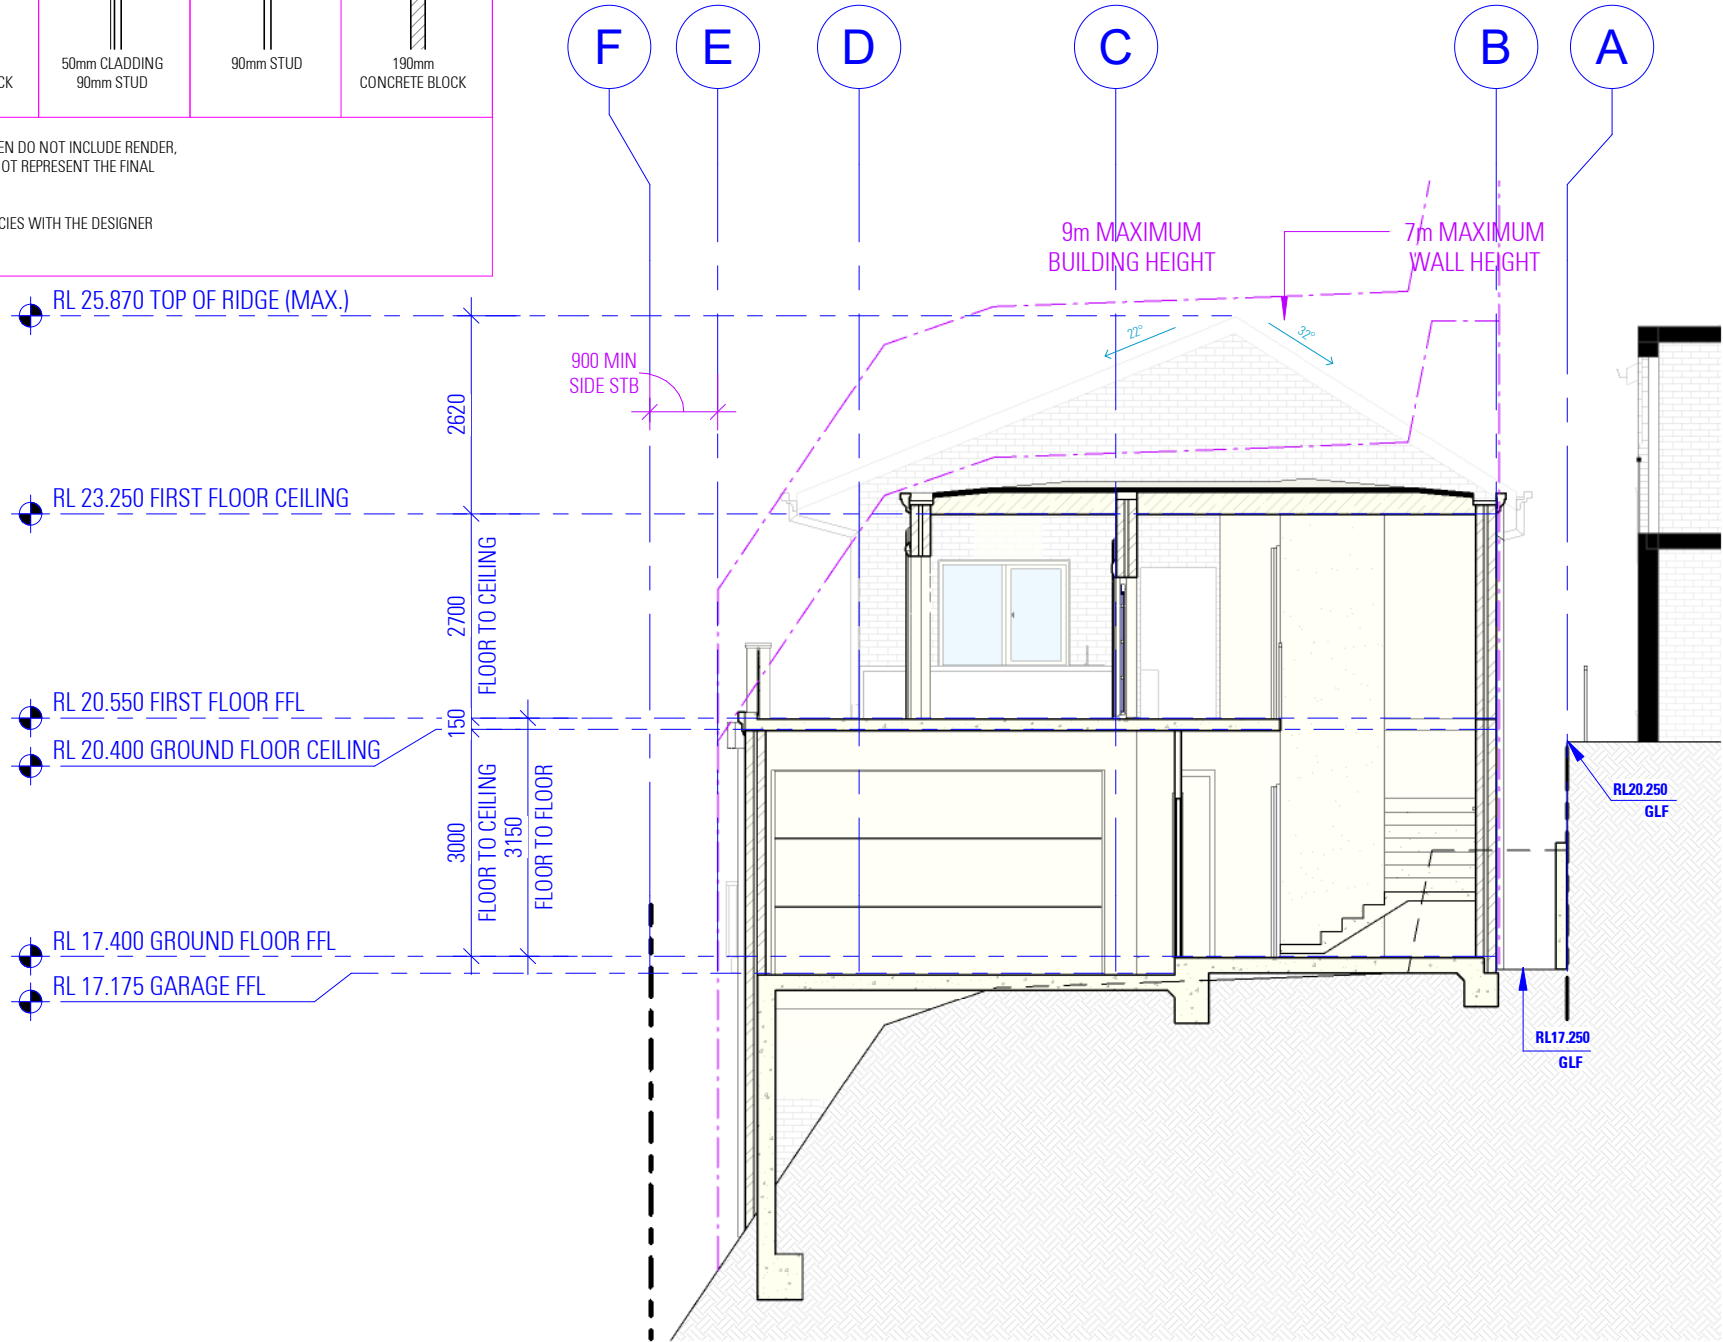 CK
50mm CLADDING
90mm STUD
90mm STUD
190mm
CONCRETE BLOCK
EN DO NOT INCLUDE RENDER,
OT REPRESENT THE FINAL
CIES WITH THE DESIGNER
F
E
D
C
B
A
9m MAXIMUM
BUILDING HEIGHT
7m MAXIMUM
WALL HEIGHT
RL 25.870 TOP OF RIDGE (MAX.)
22°
32°
900 MIN
SIDE STB
2620
RL 23.250 FIRST FLOOR CEILING
2700
FLOOR TO CEILING
RL 20.550 FIRST FLOOR FFL
150
RL 20.400 GROUND FLOOR CEILING
3000
FLOOR TO CEILING
3150
FLOOR TO FLOOR
RL20.250
GLF
RL 17.400 GROUND FLOOR FFL
RL 17.175 GARAGE FFL
RL17.250
GLF